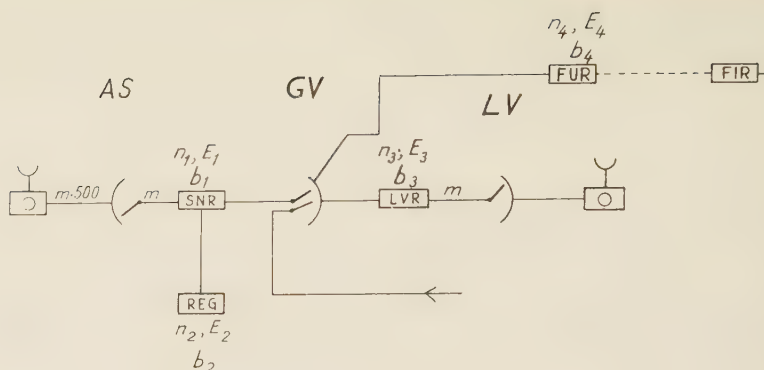 n₄, E₄
b₄
FUR
FIR
AS
GV
LV
n₁, E₁
b₁
n₃; E₃
b₃
m·500
m
SNR
LVR
m
REG
n₂, E₂
b₂